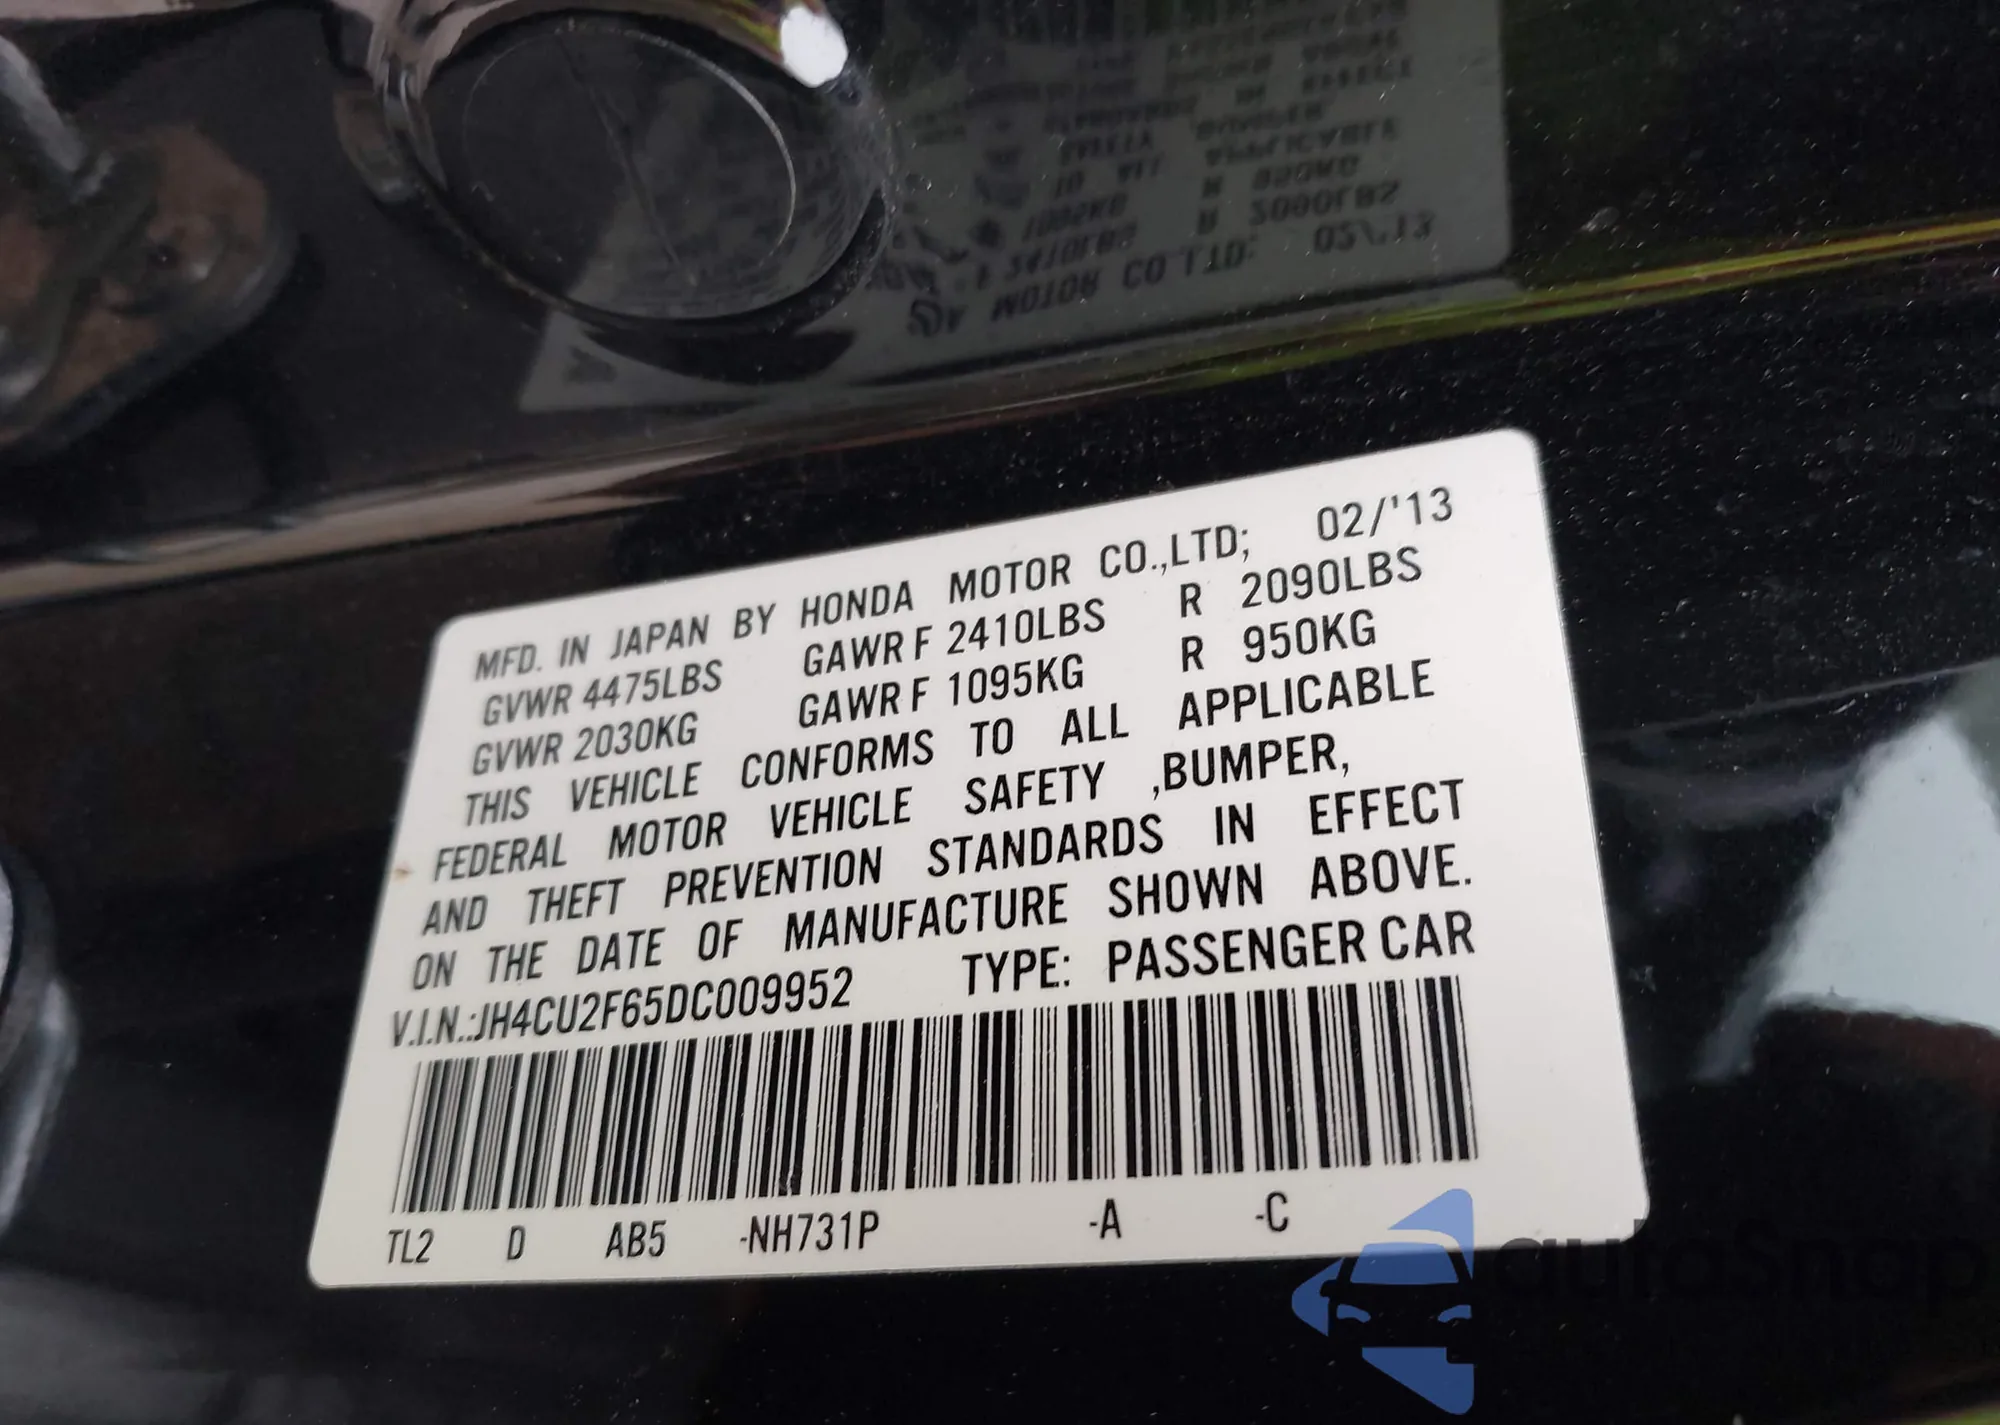 MFD. IN JAPAN BY HONDA MOTOR CO.,LTD; 02/'13
GVWR 4475LBS GAWR F 2410LBS R 2090LBS
GVWR 2030KG GAWR F 1095KG R 950KG
THIS VEHICLE CONFORMS TO ALL APPLICABLE
FEDERAL MOTOR VEHICLE SAFETY ,BUMPER,
AND THEFT PREVENTION STANDARDS IN EFFECT
ON THE DATE OF MANUFACTURE SHOWN ABOVE.
V.I.N.:JH4CU2F65DC009952 TYPE: PASSENGER CAR
TL2 D AB5 -NH731P -A -C